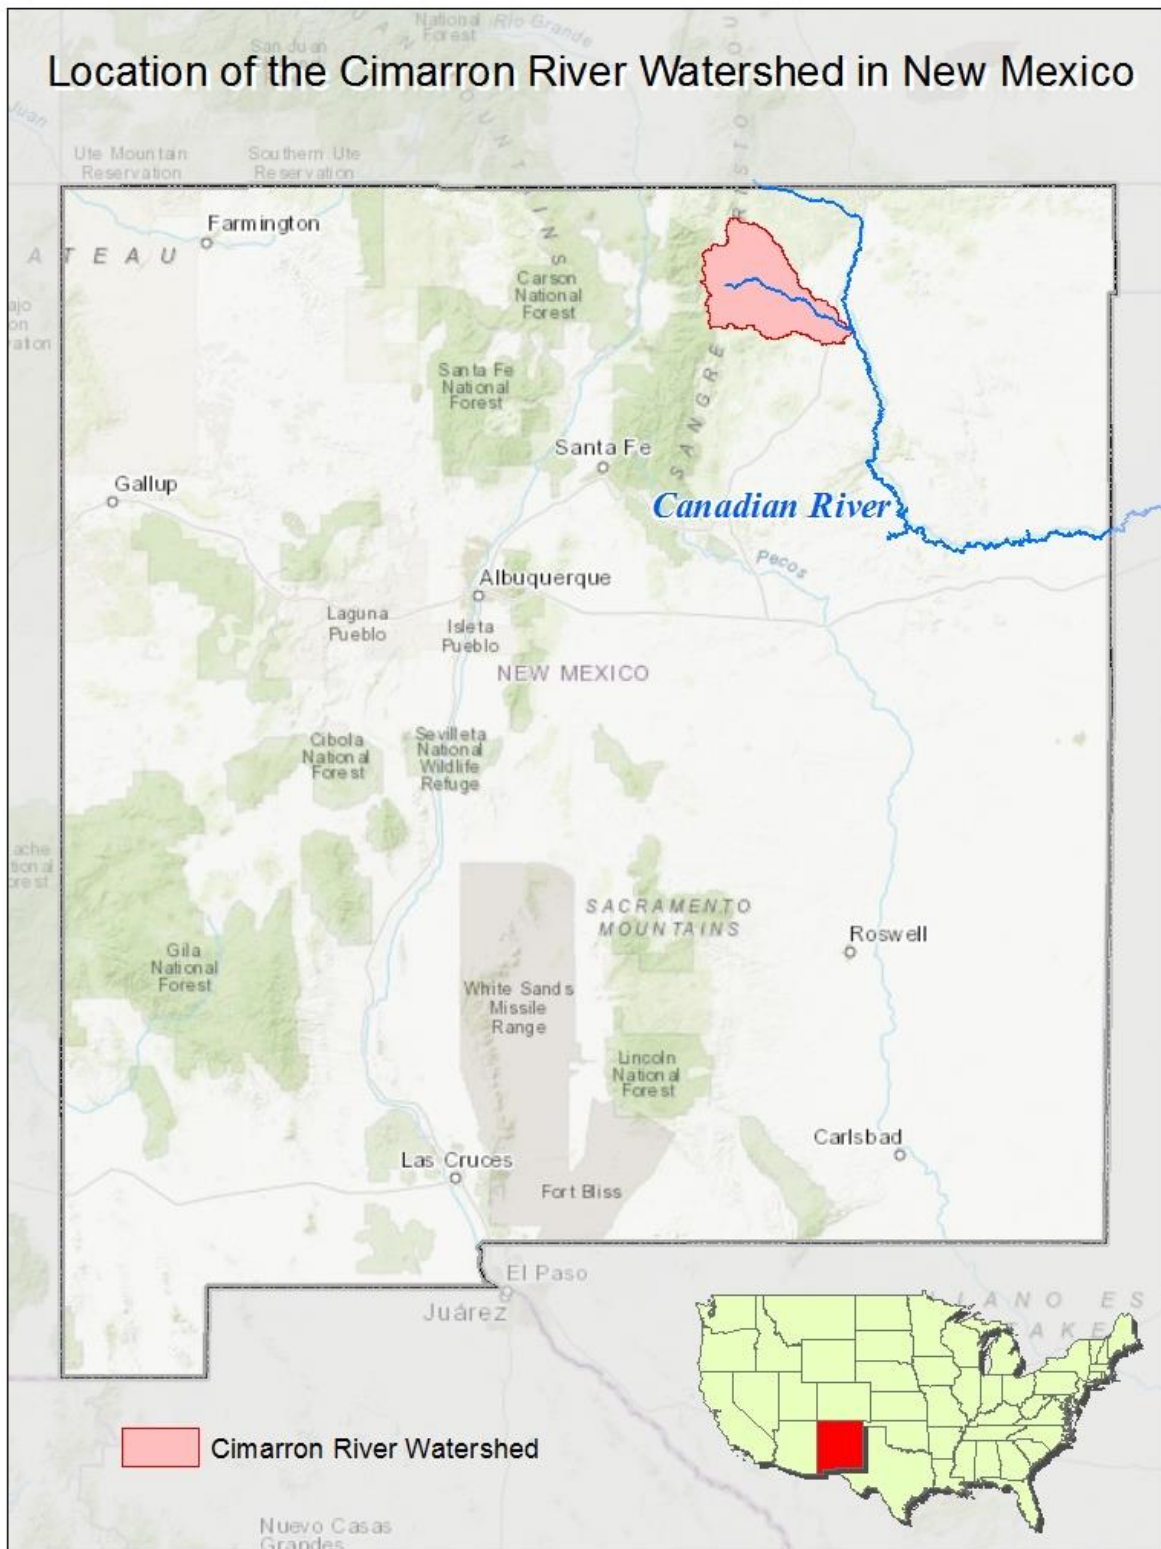 National
Forest
Rio Grande
San Juan
Location of the Cimarron River Watershed in New Mexico
Juan
Ute Mountain
Reservation
Southern Ute
Reservation
Farmington
A T E A U
Carson
National
Forest
Santa Fe
National
Forest
SANGRE
Santa Fe
Gallup
Canadian River
Pecos
Albuquerque
Laguna
Pueblo
Isleta
Pueblo
NEW MEXICO
Cibola
National
Forest
Sevilleta
National
Wildlife
Refuge
SACRAMENTO
MOUNTAINS
Roswell
Gila
National
Forest
White Sands
Missile
Range
Lincoln
National
Forest
Carlsbad
Las Cruces
Fort Bliss
El Paso
Juárez
LLANO ES
TAKE
Cimarron River Watershed
Nuevo Casas
Grandes